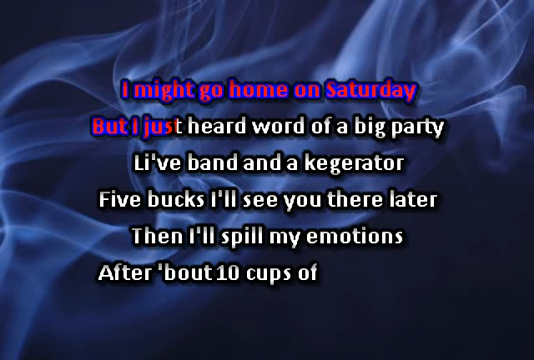 I might go home on Saturday
But I just heard word of a big party
Li've band and a kegerator
Five bucks I'll see you there later
Then I'll spill my emotions
After 'bout 10 cups of